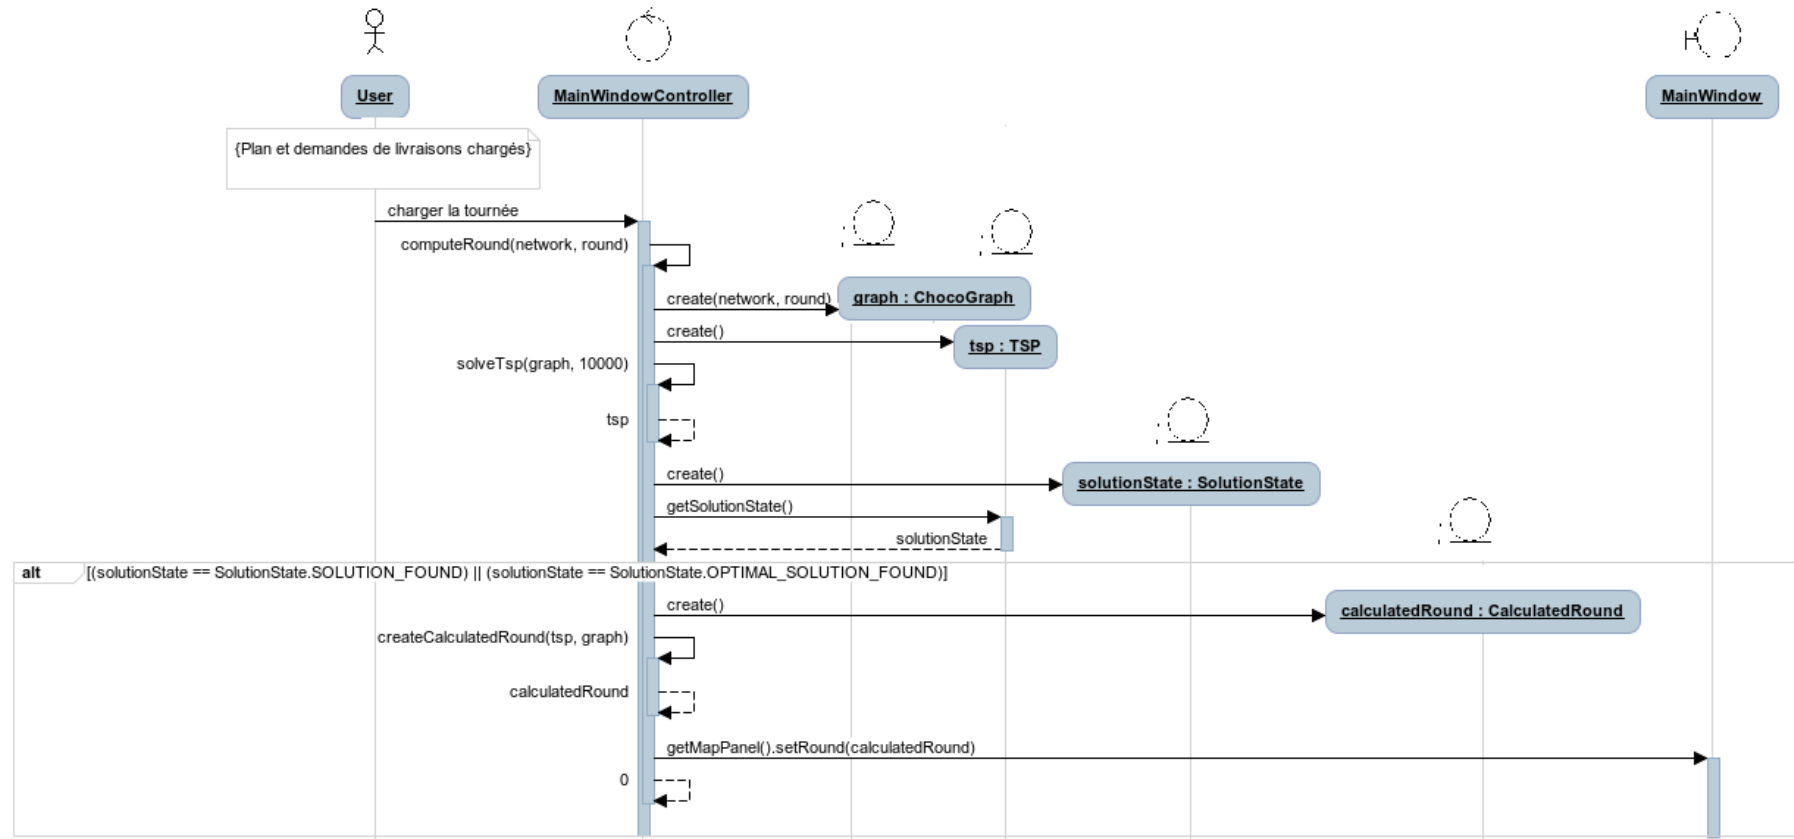 User
MainWindowController
MainWindow
{Plan et demandes de livraisons chargés}
charger la tournée
computeRound(network, round)
create(network, round)
graph : ChocoGraph
create()
tsp : TSP
solveTsp(graph, 10000)
tsp
create()
solutionState : SolutionState
getSolutionState()
solutionState
alt
[(solutionState == SolutionState.SOLUTION_FOUND) || (solutionState == SolutionState.OPTIMAL_SOLUTION_FOUND)]
create()
calculatedRound : CalculatedRound
createCalculatedRound(tsp, graph)
calculatedRound
getMapPanel().setRound(calculatedRound)
0